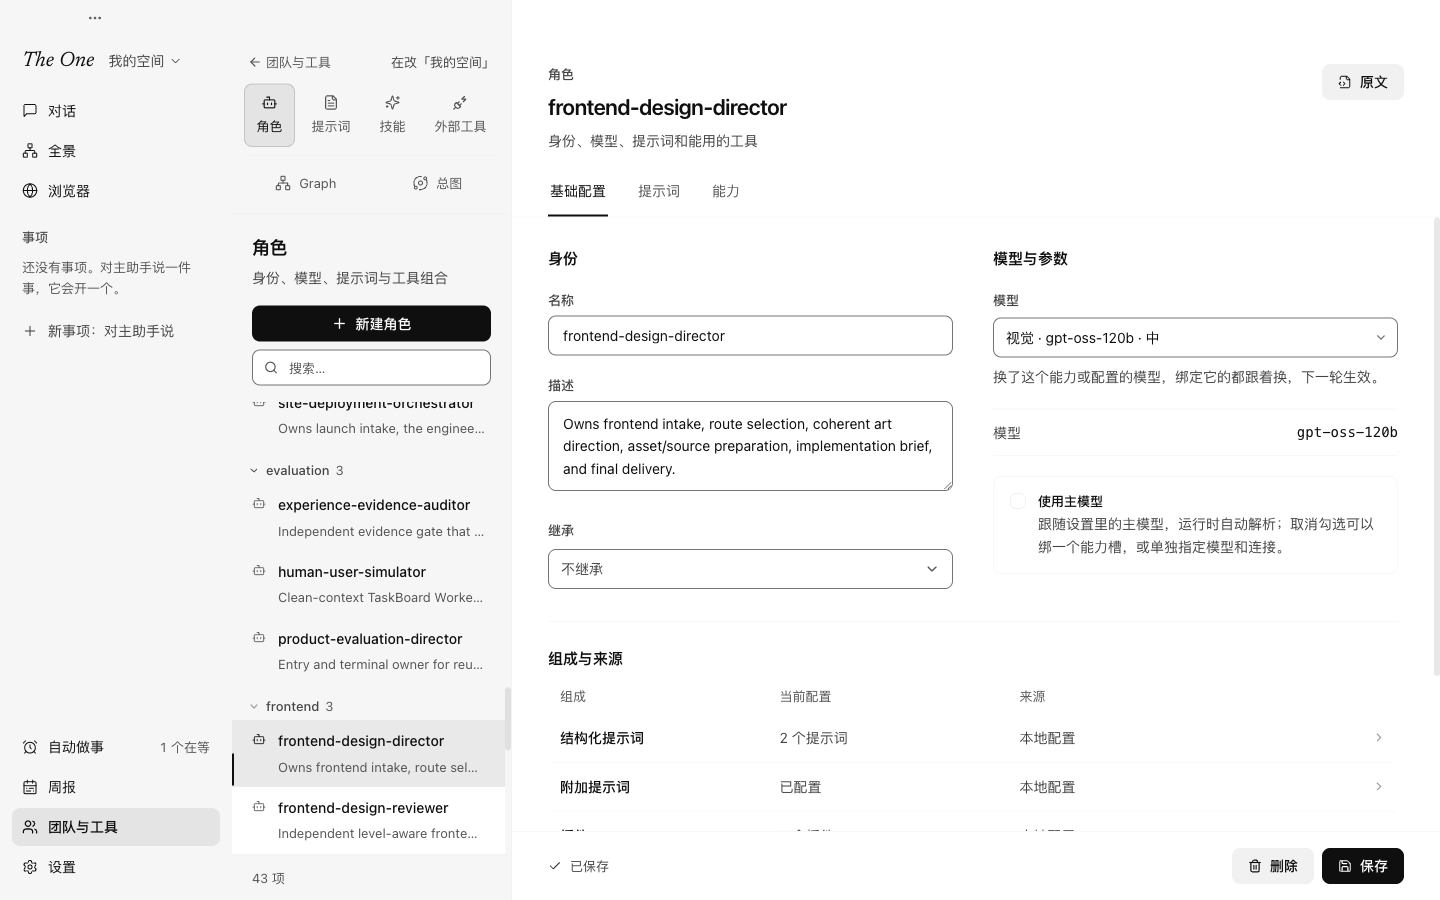 The One 我的空间
对话
全景
浏览器
事项
还没有事项。对主助手说一件
事，它会开一个。
新事项：对主助手说
自动做事 1 个在等
周报
团队与工具
设置
团队与工具 在改「我的空间」
角色 提示词 技能 外部工具
Graph 总图
角色
身份、模型、提示词与工具组合
新建角色
搜索...
site-deployment-orchestrator
Owns launch intake, the enginee...
evaluation 3
experience-evidence-auditor
Independent evidence gate that ...
human-user-simulator
Clean-context TaskBoard Worke...
product-evaluation-director
Entry and terminal owner for reu...
frontend 3
frontend-design-director
Owns frontend intake, route sel...
frontend-design-reviewer
Independent level-aware fronte...
43 项
角色
frontend-design-director
身份、模型、提示词和能用的工具
原文
基础配置 提示词 能力
身份
名称
frontend-design-director
描述
Owns frontend intake, route selection, coherent art
direction, asset/source preparation, implementation brief,
and final delivery.
继承
不继承
模型与参数
模型
视觉 · gpt-oss-120b · 中
换了这个能力或配置的模型，绑定它的都跟着换，下一轮生效。
模型 gpt-oss-120b
使用主模型
跟随设置里的主模型，运行时自动解析；取消勾选可以
绑一个能力槽，或单独指定模型和连接。
组成与来源
组成 当前配置 来源
结构化提示词 2 个提示词 本地配置
附加提示词 已配置 本地配置
已保存
删除 保存